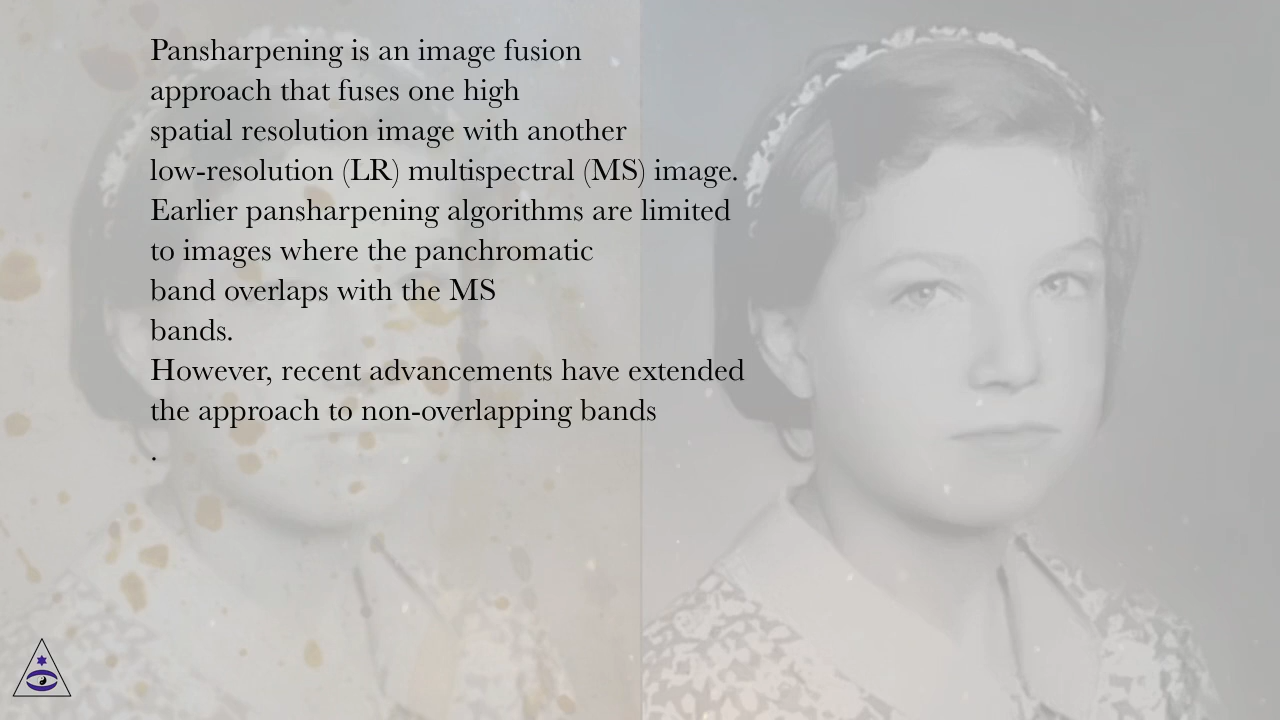 Pansharpening is an image fusion
approach that fuses one high
spatial resolution image with another
low-resolution (LR) multispectral (MS) image.
Earlier pansharpening algorithms are limited
to images where the panchromatic
band overlaps with the MS
bands.
However, recent advancements have extended
the approach to non-overlapping bands
.